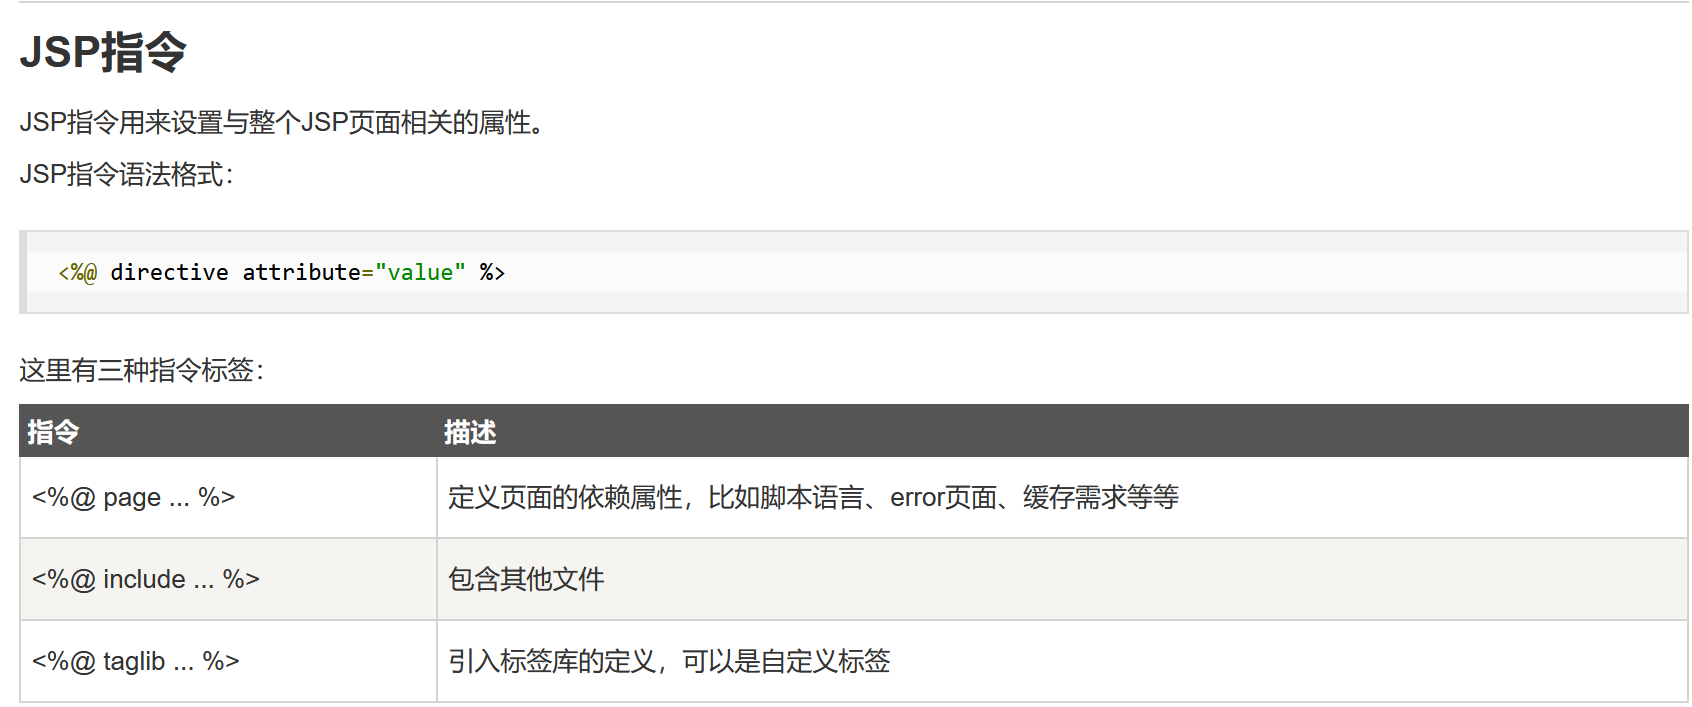 JSP指令
JSP指令用来设置与整个JSP页面相关的属性。
JSP指令语法格式：
<%@ directive attribute="value" %>
这里有三种指令标签：
指令 描述
<%@ page ... %> 定义页面的依赖属性，比如脚本语言、error页面、缓存需求等等
<%@ include ... %> 包含其他文件
<%@ taglib ... %> 引入标签库的定义，可以是自定义标签